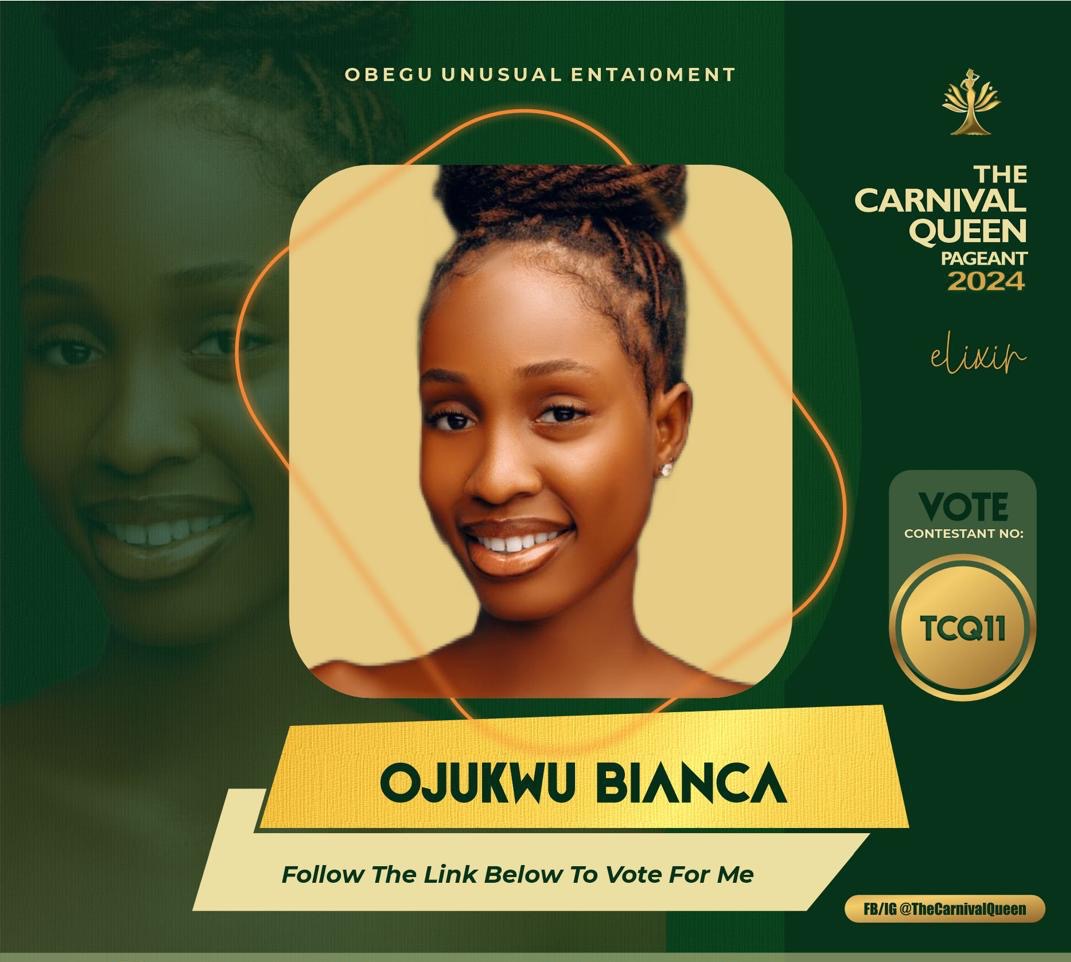 OBEGU UNUSUAL ENTA10MENT
THE
CARNIVAL
QUEEN
PAGEANT
2024
elixir
VOTE
CONTESTANT NO:
TCQ11
OJUKWU BIANCA
Follow The Link Below To Vote For Me
FB/IG @TheCarnivalQueen